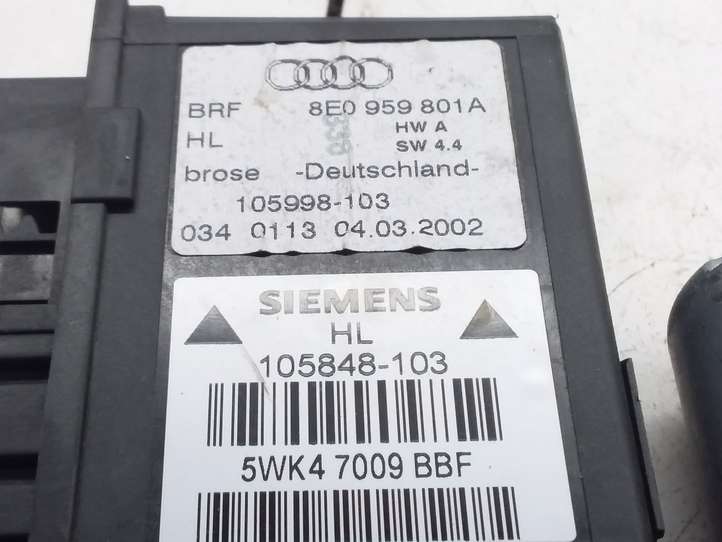 BRF 8E0 959 801A
HL HW A
SW 4.4
brose -Deutschland-
105998-103
034 0113 04.03.2002
SIEMENS
HL
105848-103
5WK4 7009 BBF